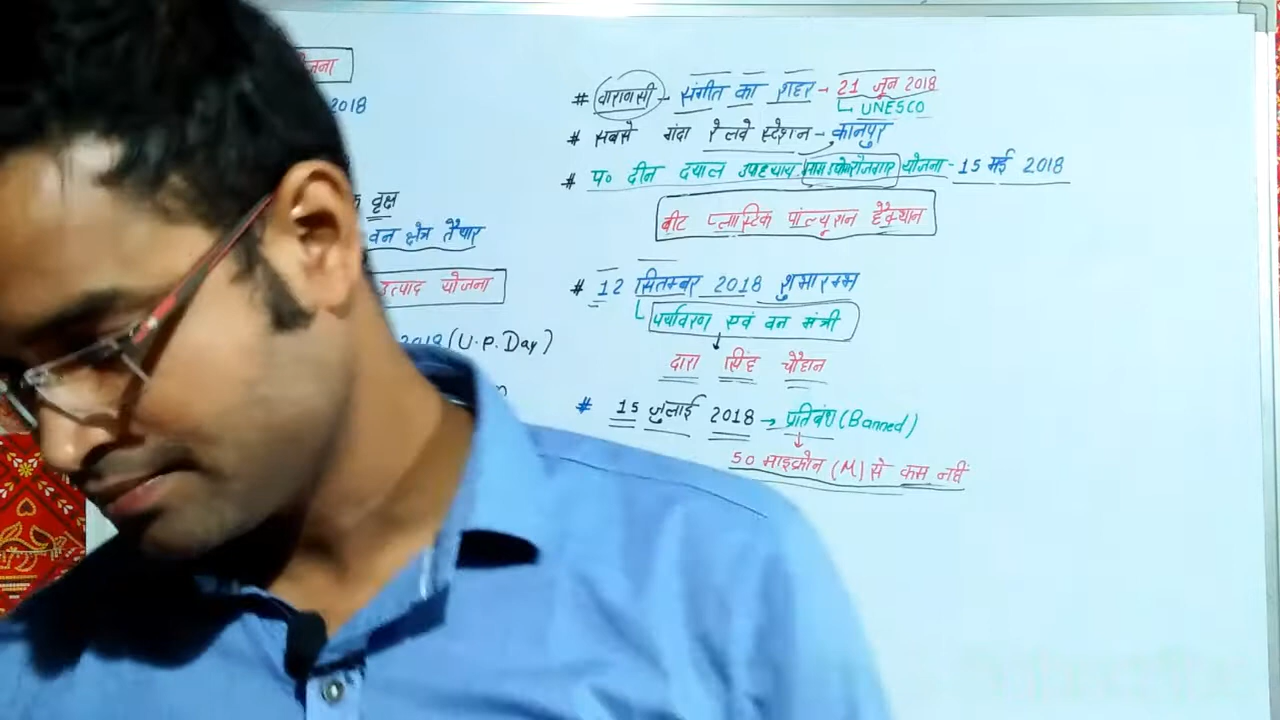 जना
2018
वृक्ष
वन क्षेत्र तैयार
उत्पाद योजना
2018 (U.P. Day)
# वाराणसी - संगीत का शहर - 21 जून 2018
UNESCO
# सबसे गंदा रेलवे स्टेशन - कानपुर
# प० दीन दयाल उपाध्याय योजना - 15 मई 2018
बीट प्लास्टिक पॉल्यूशन हैक्थान
# 12 सितम्बर 2018 शुभारम्भ
पर्यावरण एवं वन मंत्री
दारा सिंह चौहान
# 15 जुलाई 2018 → प्रतिबंध (Banned)
50 माइक्रोन (M) से कम नहीं